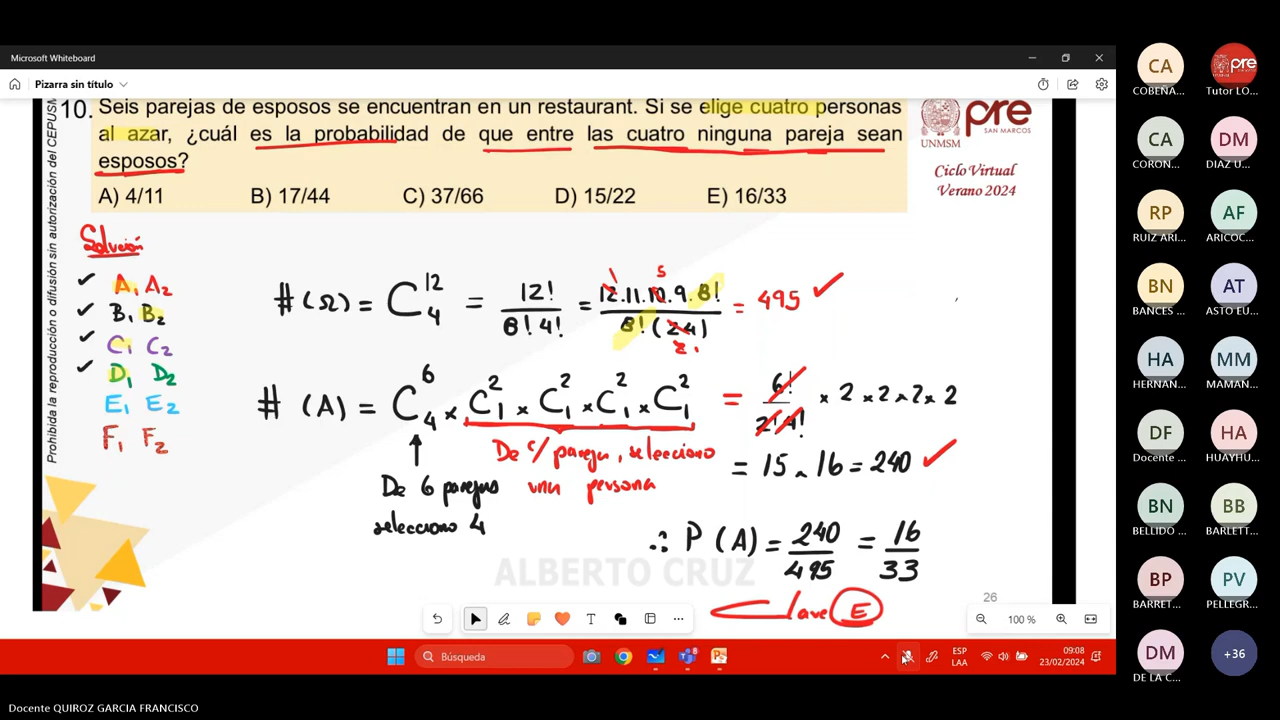 Microsoft Whiteboard
Pizarra sin título
10. Seis parejas de esposos se encuentran en un restaurant. Si se elige cuatro personas
al azar, ¿cuál es la probabilidad de que entre las cuatro ninguna pareja sean
esposos?
A) 4/11 B) 17/44 C) 37/66 D) 15/22 E) 16/33
UNMSM
pre
SAN MARCOS
Ciclo Virtual
Verano 2024
Prohibida la reproducción o difusión sin autorización del CEPUSM
Solución
A₁ A₂
B₁ B₂
C₁ C₂
D₁ D₂
E₁ E₂
F₁ F₂
#(Ω) = C₄¹² = 12! / 8! 4! = 12.11.10.9.8! / 8! (24) = 495
1 5
2.
# (A) = C₄⁶ × C₁² × C₁² × C₁² × C₁² = 6! / 2! 4! × 2 × 2 × 2 × 2
De c/ pareja, selecciono
una persona
= 15 × 16 = 240
De 6 parejas
selecciono 4
∴ P (A) = 240 / 495 = 16 / 33
Clave E
ALBERTO CRUZ
26
100 %
Búsqueda
ESP
LAA
09:08
23/02/2024
CA
COBEÑA...
pre
Tutor LO...
CA
CORON...
DM
DIAZ U...
RP
RUIZ ARI...
AF
ARICOC...
BN
BANCES ...
AT
ASTO EU...
HA
HERNAN...
MM
MAMAN...
DF
Docente ...
HA
HUAYHU...
BN
BELLIDO ...
BB
BARLETT...
BP
BARRET...
PV
PELLEGR...
DM
DE LA C...
+36
Docente QUIROZ GARCIA FRANCISCO